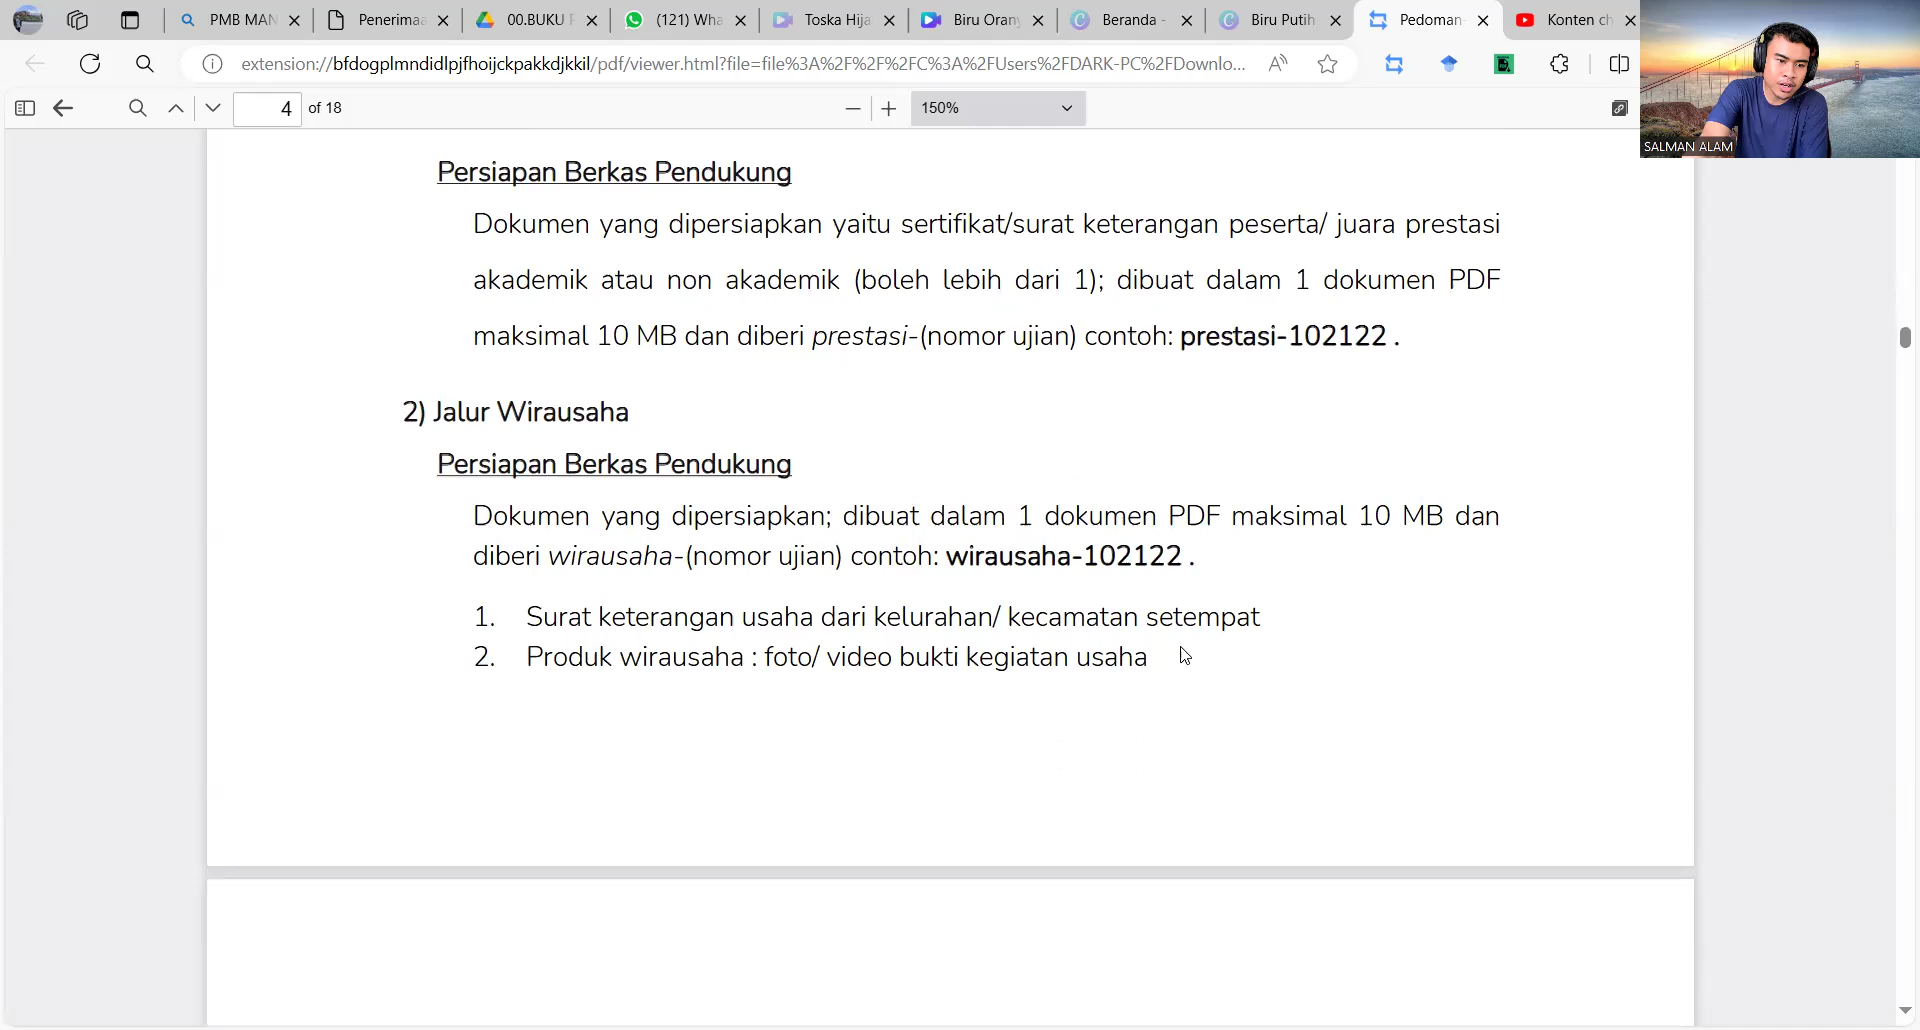 PMB MAN
Penerimaa
00.BUKU
(121) Wha
Toska Hija
Biru Orany
Beranda -
Biru Putih
Pedoman-
Konten ch
extension://bfdogplmndidlpjfhoijckpakkdjkkil/pdf/viewer.html?file=file%3A%2F%2F%2FC%3A%2FUsers%2FDARK-PC%2FDownlo...
4 of 18
150%
SALMAN ALAM
Persiapan Berkas Pendukung
Dokumen yang dipersiapkan yaitu sertifikat/surat keterangan peserta/ juara prestasi
akademik atau non akademik (boleh lebih dari 1); dibuat dalam 1 dokumen PDF
maksimal 10 MB dan diberi prestasi-(nomor ujian) contoh: prestasi-102122 .
2) Jalur Wirausaha
Persiapan Berkas Pendukung
Dokumen yang dipersiapkan; dibuat dalam 1 dokumen PDF maksimal 10 MB dan
diberi wirausaha-(nomor ujian) contoh: wirausaha-102122 .
1. Surat keterangan usaha dari kelurahan/ kecamatan setempat
2. Produk wirausaha : foto/ video bukti kegiatan usaha